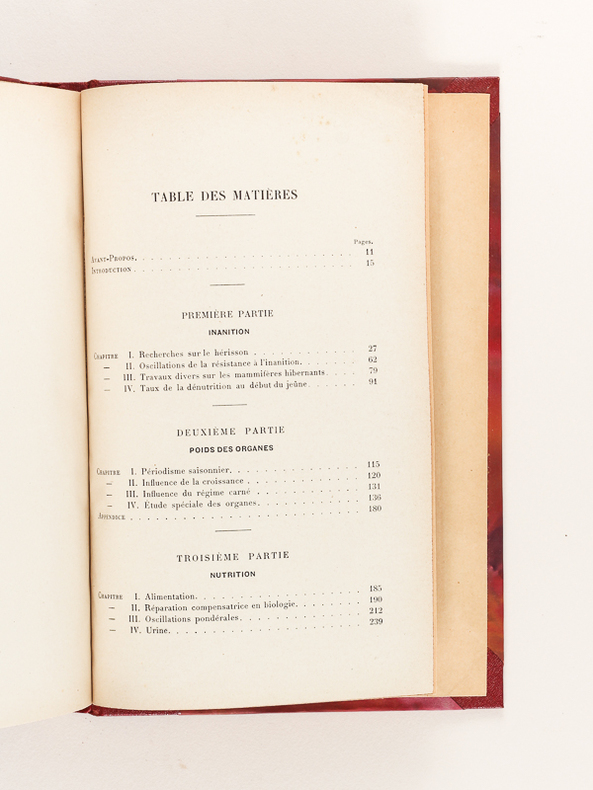 TABLE DES MATIÈRES
Pages.
AVANT-PROPOS. . . . . . . . . . . . . . . . . . . . 11
INTRODUCTION . . . . . . . . . . . . . . . . . . . . 15
PREMIÈRE PARTIE
INANITION
CHAPITRE I. Recherches sur le hérisson . . . . . . . . . . 27
— II. Oscillations de la résistance à l'inanition. . . . . . . 62
— III. Travaux divers sur les mammifères hibernants . . . . 79
— IV. Taux de la dénutrition au début du jeûne . . . . . . 91
DEUXIÈME PARTIE
POIDS DES ORGANES
CHAPITRE I. Périodisme saisonnier. . . . . . . . . . . . 115
— II. Influence de la croissance . . . . . . . . . . . 120
— III. Influence du régime carné . . . . . . . . . . 131
— IV. Etude spéciale des organes. . . . . . . . . . 136
APPENDICE . . . . . . . . . . . . . . . . . . . . 180
TROISIÈME PARTIE
NUTRITION
CHAPITRE I. Alimentation. . . . . . . . . . . . . . . 185
— II. Réparation compensatrice en biologie. . . . . . . 190
— III. Oscillations pondérales. . . . . . . . . . . . 212
— IV. Urine. . . . . . . . . . . . . . . . . . 239